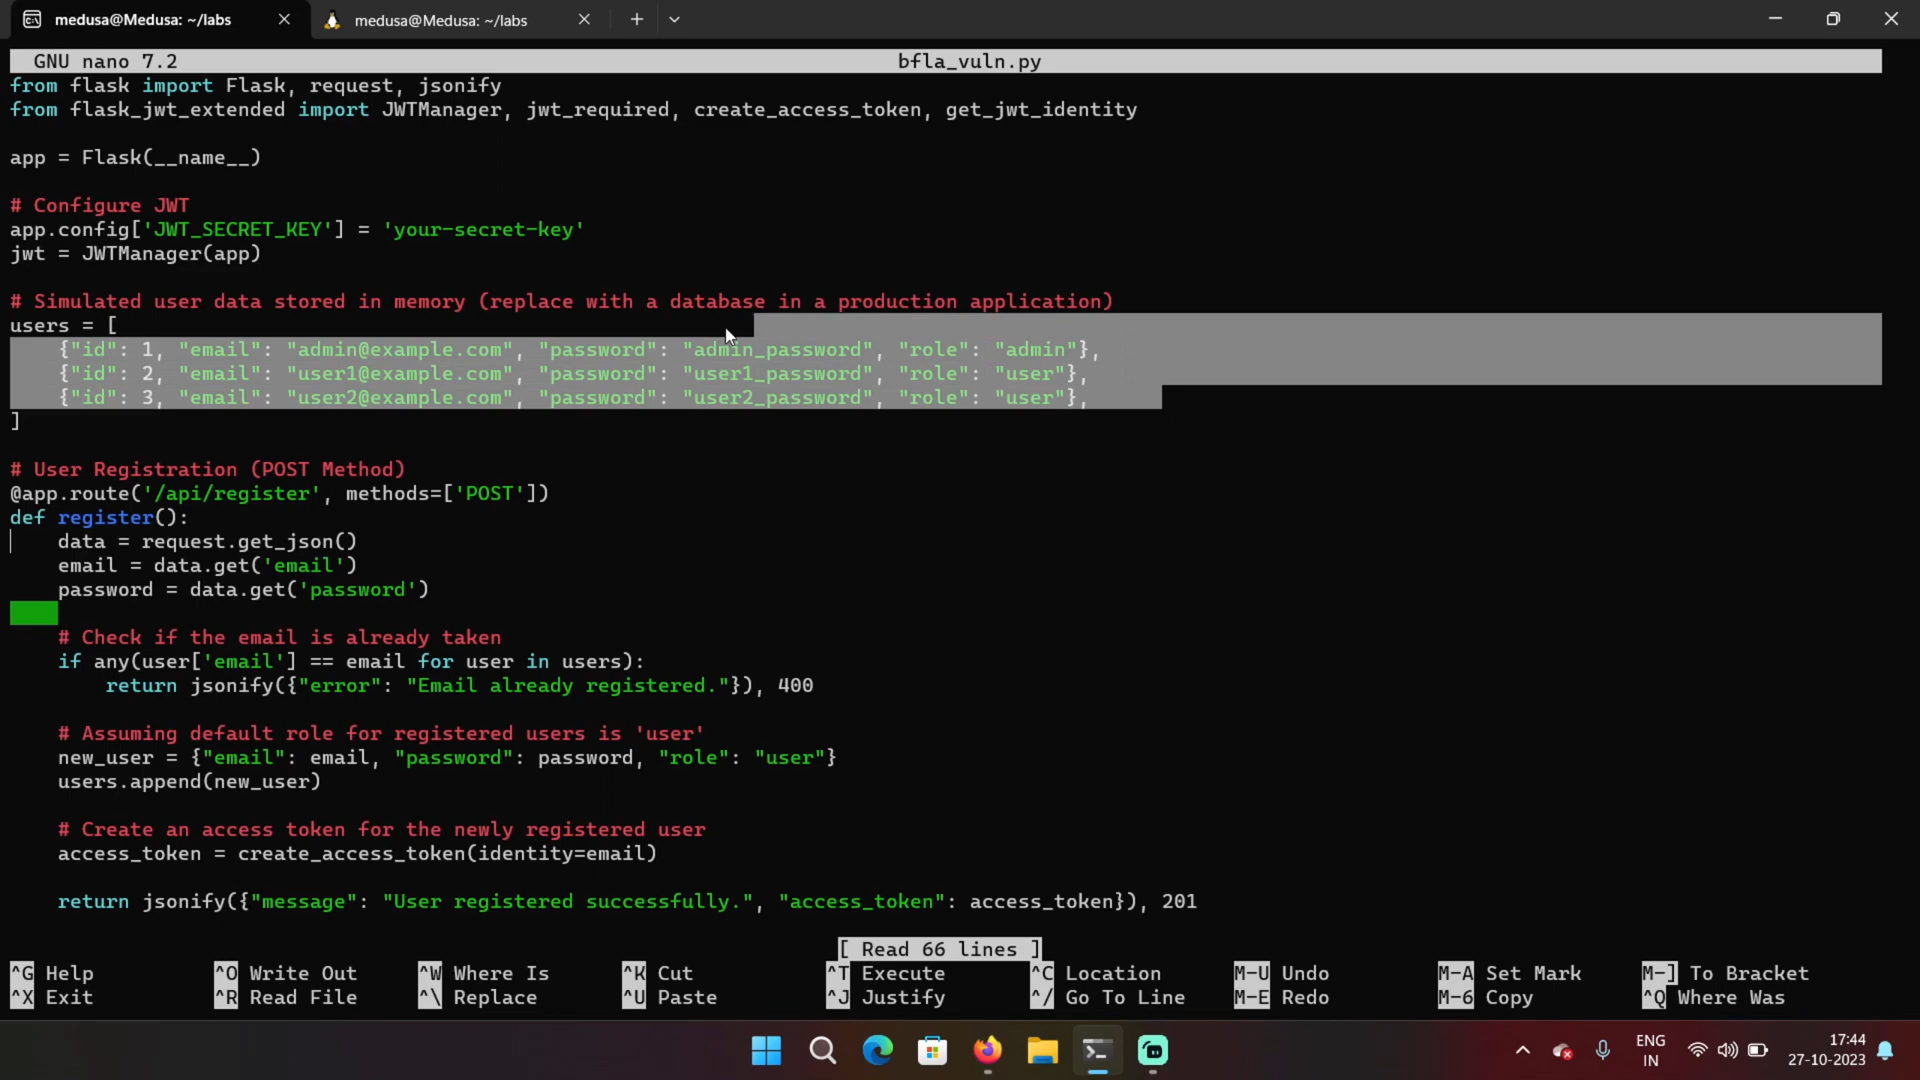 medusa@Medusa: ~/labs
medusa@Medusa: ~/labs
GNU nano 7.2 bfla_vuln.py
from flask import Flask, request, jsonify
from flask_jwt_extended import JWTManager, jwt_required, create_access_token, get_jwt_identity
app = Flask(__name__)
# Configure JWT
app.config['JWT_SECRET_KEY'] = 'your-secret-key'
jwt = JWTManager(app)
# Simulated user data stored in memory (replace with a database in a production application)
users = [
    {"id": 1, "email": "admin@example.com", "password": "admin_password", "role": "admin"},
    {"id": 2, "email": "user1@example.com", "password": "user1_password", "role": "user"},
    {"id": 3, "email": "user2@example.com", "password": "user2_password", "role": "user"},
]
# User Registration (POST Method)
@app.route('/api/register', methods=['POST'])
def register():
    data = request.get_json()
    email = data.get('email')
    password = data.get('password')
    # Check if the email is already taken
    if any(user['email'] == email for user in users):
        return jsonify({"error": "Email already registered."}), 400
    # Assuming default role for registered users is 'user'
    new_user = {"email": email, "password": password, "role": "user"}
    users.append(new_user)
    # Create an access token for the newly registered user
    access_token = create_access_token(identity=email)
    return jsonify({"message": "User registered successfully.", "access_token": access_token}), 201
[ Read 66 lines ]
^G Help ^O Write Out ^W Where Is ^K Cut ^T Execute ^C Location M-U Undo M-A Set Mark M-] To Bracket
^X Exit ^R Read File ^\ Replace ^U Paste ^J Justify ^/ Go To Line M-E Redo M-6 Copy ^Q Where Was
ENG
IN
17:44
27-10-2023